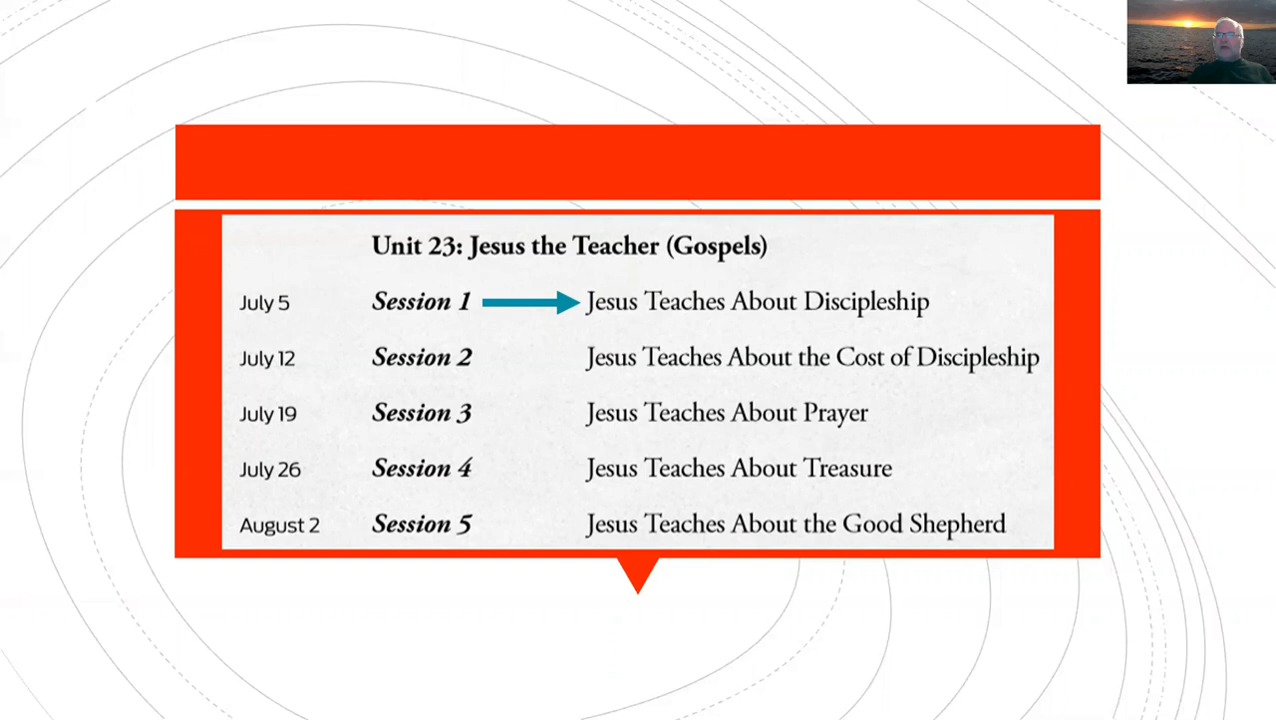 Unit 23: Jesus the Teacher (Gospels)
July 5 Session 1 Jesus Teaches About Discipleship
July 12 Session 2 Jesus Teaches About the Cost of Discipleship
July 19 Session 3 Jesus Teaches About Prayer
July 26 Session 4 Jesus Teaches About Treasure
August 2 Session 5 Jesus Teaches About the Good Shepherd